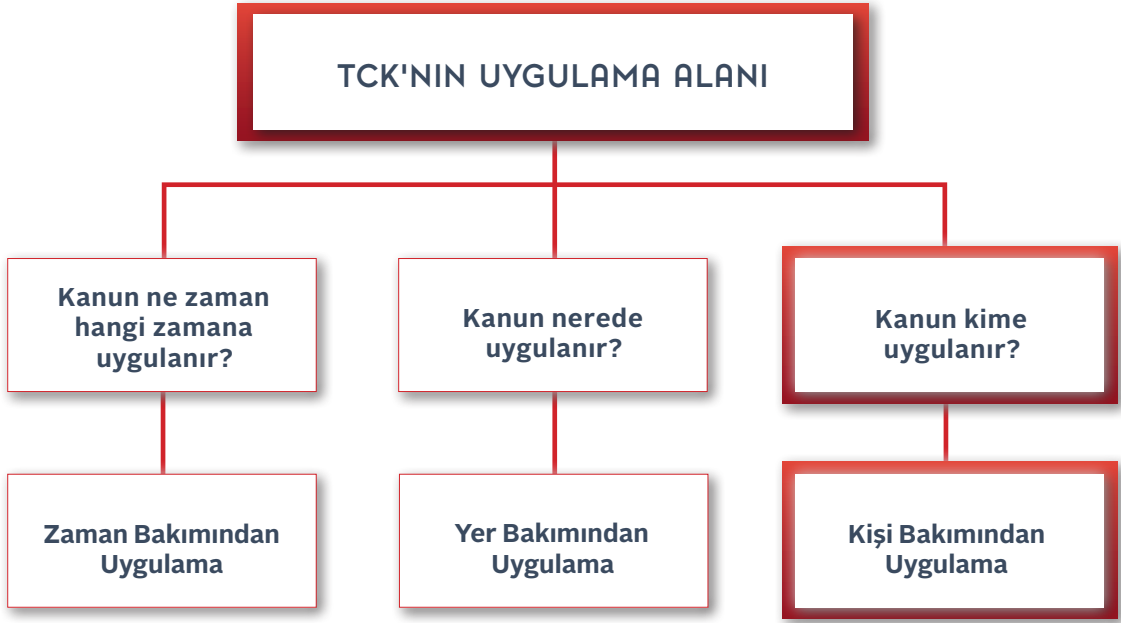 TCK'NIN UYGULAMA ALANI
Kanun ne zaman
hangi zamana
uygulanır?
Kanun nerede
uygulanır?
Kanun kime
uygulanır?
Zaman Bakımından
Uygulama
Yer Bakımından
Uygulama
Kişi Bakımından
Uygulama